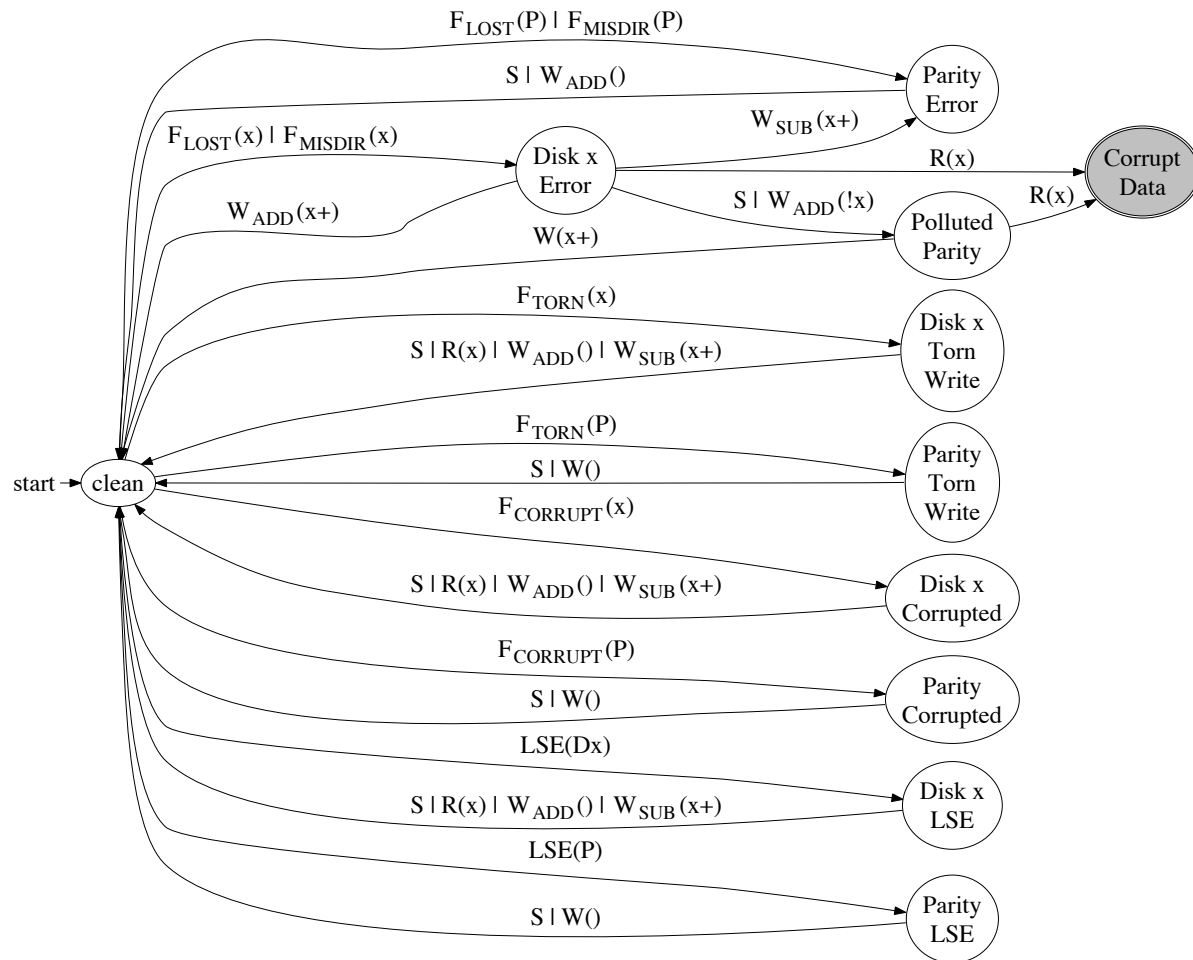 F_LOST(P) | F_MISDIR(P)
S | W_ADD()
Parity
Error
W_SUB(x+)
F_LOST(x) | F_MISDIR(x)
Disk x
Error
R(x)
Corrupt
Data
W_ADD(x+)
S | W_ADD(!x)
R(x)
W(x+)
Polluted
Parity
F_TORN(x)
Disk x
Torn
Write
S | R(x) | W_ADD() | W_SUB(x+)
F_TORN(P)
Parity
Torn
Write
S | W()
start
clean
F_CORRUPT(x)
S | R(x) | W_ADD() | W_SUB(x+)
Disk x
Corrupted
F_CORRUPT(P)
S | W()
Parity
Corrupted
LSE(Dx)
S | R(x) | W_ADD() | W_SUB(x+)
Disk x
LSE
LSE(P)
S | W()
Parity
LSE